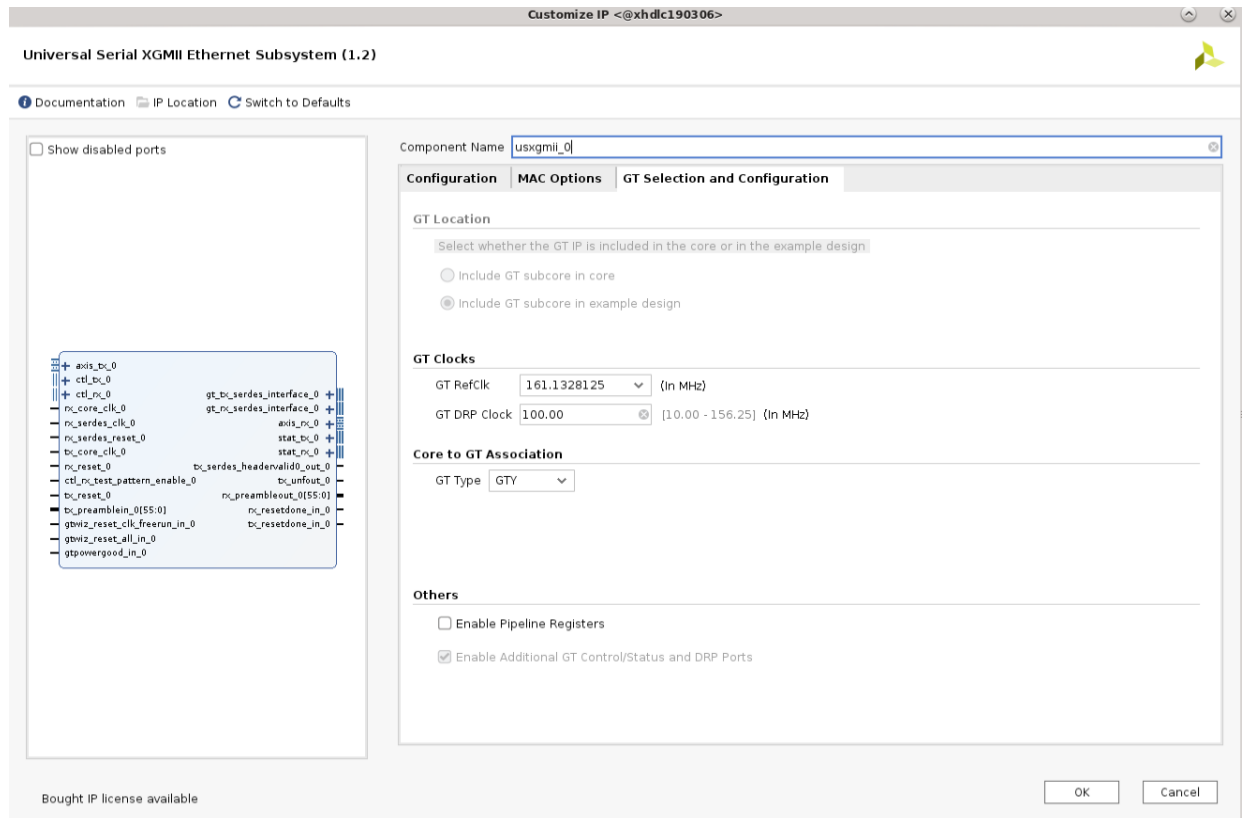 Customize IP <@xhdlc190306>
Universal Serial XGMII Ethernet Subsystem (1.2)
Documentation IP Location Switch to Defaults
Show disabled ports
axis_tx_0
ctl_tx_0
ctl_rx_0
rx_core_clk_0
rx_serdes_clk_0
rx_serdes_reset_0
tx_core_clk_0
rx_reset_0
ctl_rx_test_pattern_enable_0
tx_reset_0
tx_preamblein_0[55:0]
gtwiz_reset_clk_freerun_in_0
gtwiz_reset_all_in_0
gtpowergood_in_0
gt_tx_serdes_interface_0
gt_rx_serdes_interface_0
axis_rx_0
stat_tx_0
stat_rx_0
tx_serdes_headervalid0_out_0
tx_unfout_0
rx_preambleout_0[55:0]
rx_resetdone_in_0
tx_resetdone_in_0
Bought IP license available
Component Name usxgmii_0
Configuration MAC Options GT Selection and Configuration
GT Location
Select whether the GT IP is included in the core or in the example design
Include GT subcore in core
Include GT subcore in example design
GT Clocks
GT RefClk 161.1328125 (In MHz)
GT DRP Clock 100.00 [10.00 - 156.25] (In MHz)
Core to GT Association
GT Type GTY
Others
Enable Pipeline Registers
Enable Additional GT Control/Status and DRP Ports
OK Cancel